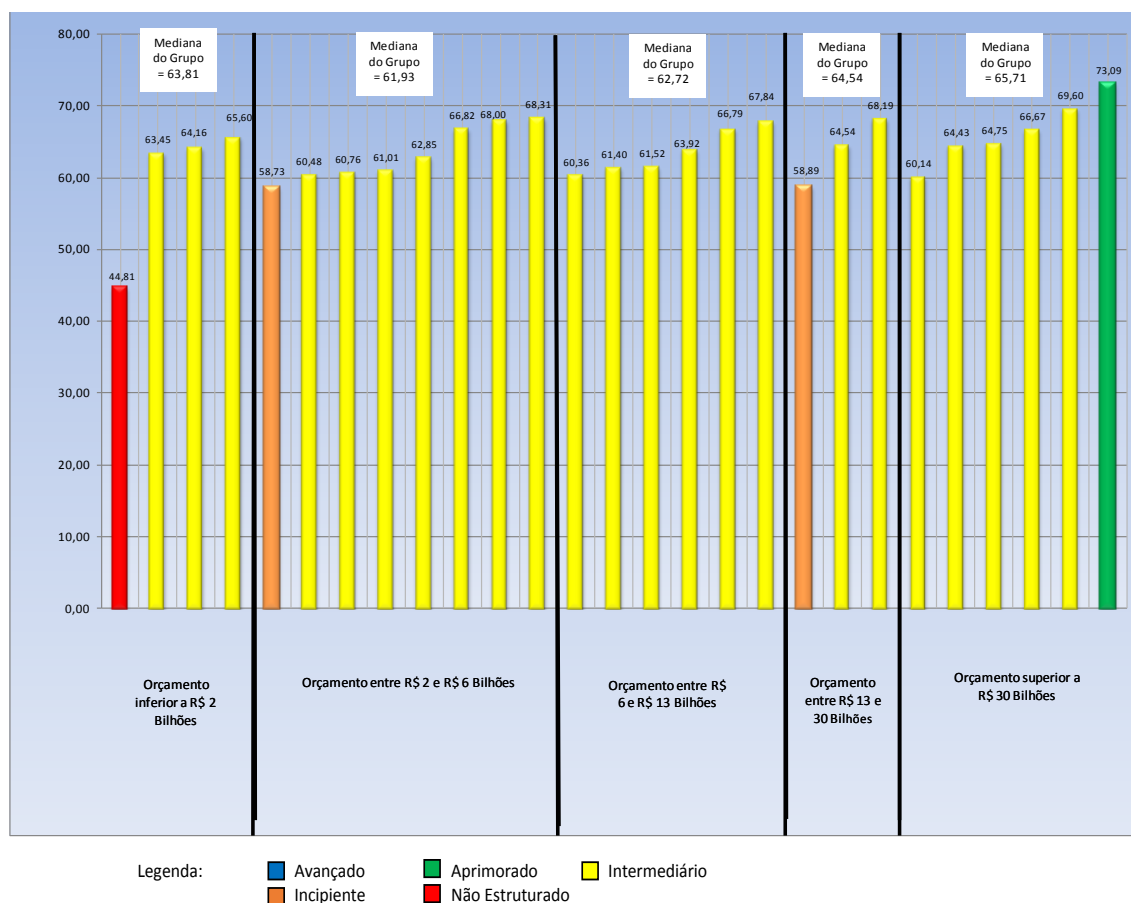 80,00
70,00
60,00
50,00
40,00
30,00
20,00
10,00
0,00
Mediana
do Grupo
= 63,81
Mediana
do Grupo
= 61,93
Mediana
do Grupo
= 62,72
Mediana
do Grupo
= 64,54
Mediana
do Grupo
= 65,71
44,81
63,45
64,16
65,60
58,73
60,48
60,76
61,01
62,85
66,82
68,00
68,31
60,36
61,40
61,52
63,92
66,79
67,84
58,89
64,54
68,19
60,14
64,43
64,75
66,67
69,60
73,09
Orçamento
inferior a R$ 2
Bilhões
Orçamento entre R$ 2 e R$ 6 Bilhões
Orçamento entre R$
6 e R$ 13 Bilhões
Orçamento
entre R$ 13 e
30 Bilhões
Orçamento superior a
R$ 30 Bilhões
Legenda:
Avançado
Aprimorado
Intermediário
Incipiente
Não Estruturado